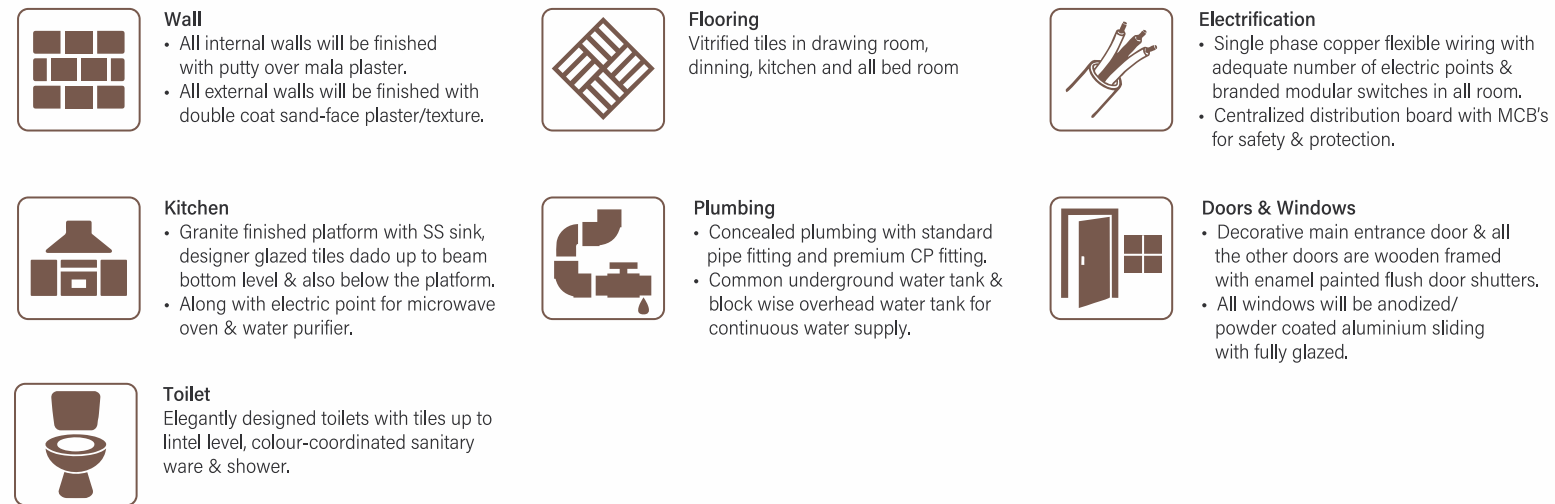 Wall
• All internal walls will be finished
with putty over mala plaster.
• All external walls will be finished with
double coat sand-face plaster/texture.
Flooring
Vitrified tiles in drawing room,
dinning, kitchen and all bed room
Electrification
• Single phase copper flexible wiring with
adequate number of electric points &
branded modular switches in all room.
• Centralized distribution board with MCB's
for safety & protection.
Kitchen
• Granite finished platform with SS sink,
designer glazed tiles dado up to beam
bottom level & also below the platform.
• Along with electric point for microwave
oven & water purifier.
Plumbing
• Concealed plumbing with standard
pipe fitting and premium CP fitting.
• Common underground water tank &
block wise overhead water tank for
continuous water supply.
Doors & Windows
• Decorative main entrance door & all
the other doors are wooden framed
with enamel painted flush door shutters.
• All windows will be anodized/
powder coated aluminium sliding
with fully glazed.
Toilet
Elegantly designed toilets with tiles up to
lintel level, colour-coordinated sanitary
ware & shower.